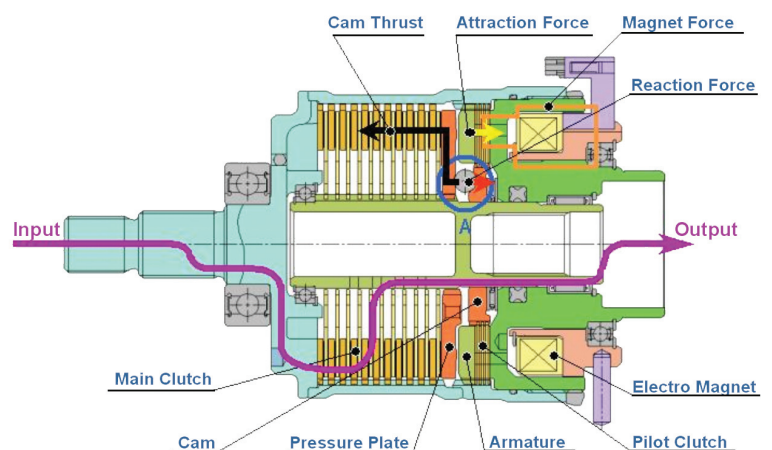 Cam Thrust
Attraction Force
Magnet Force
Reaction Force
A
Input
Output
Main Clutch
Electro Magnet
Cam
Pressure Plate
Armature
Pilot Clutch